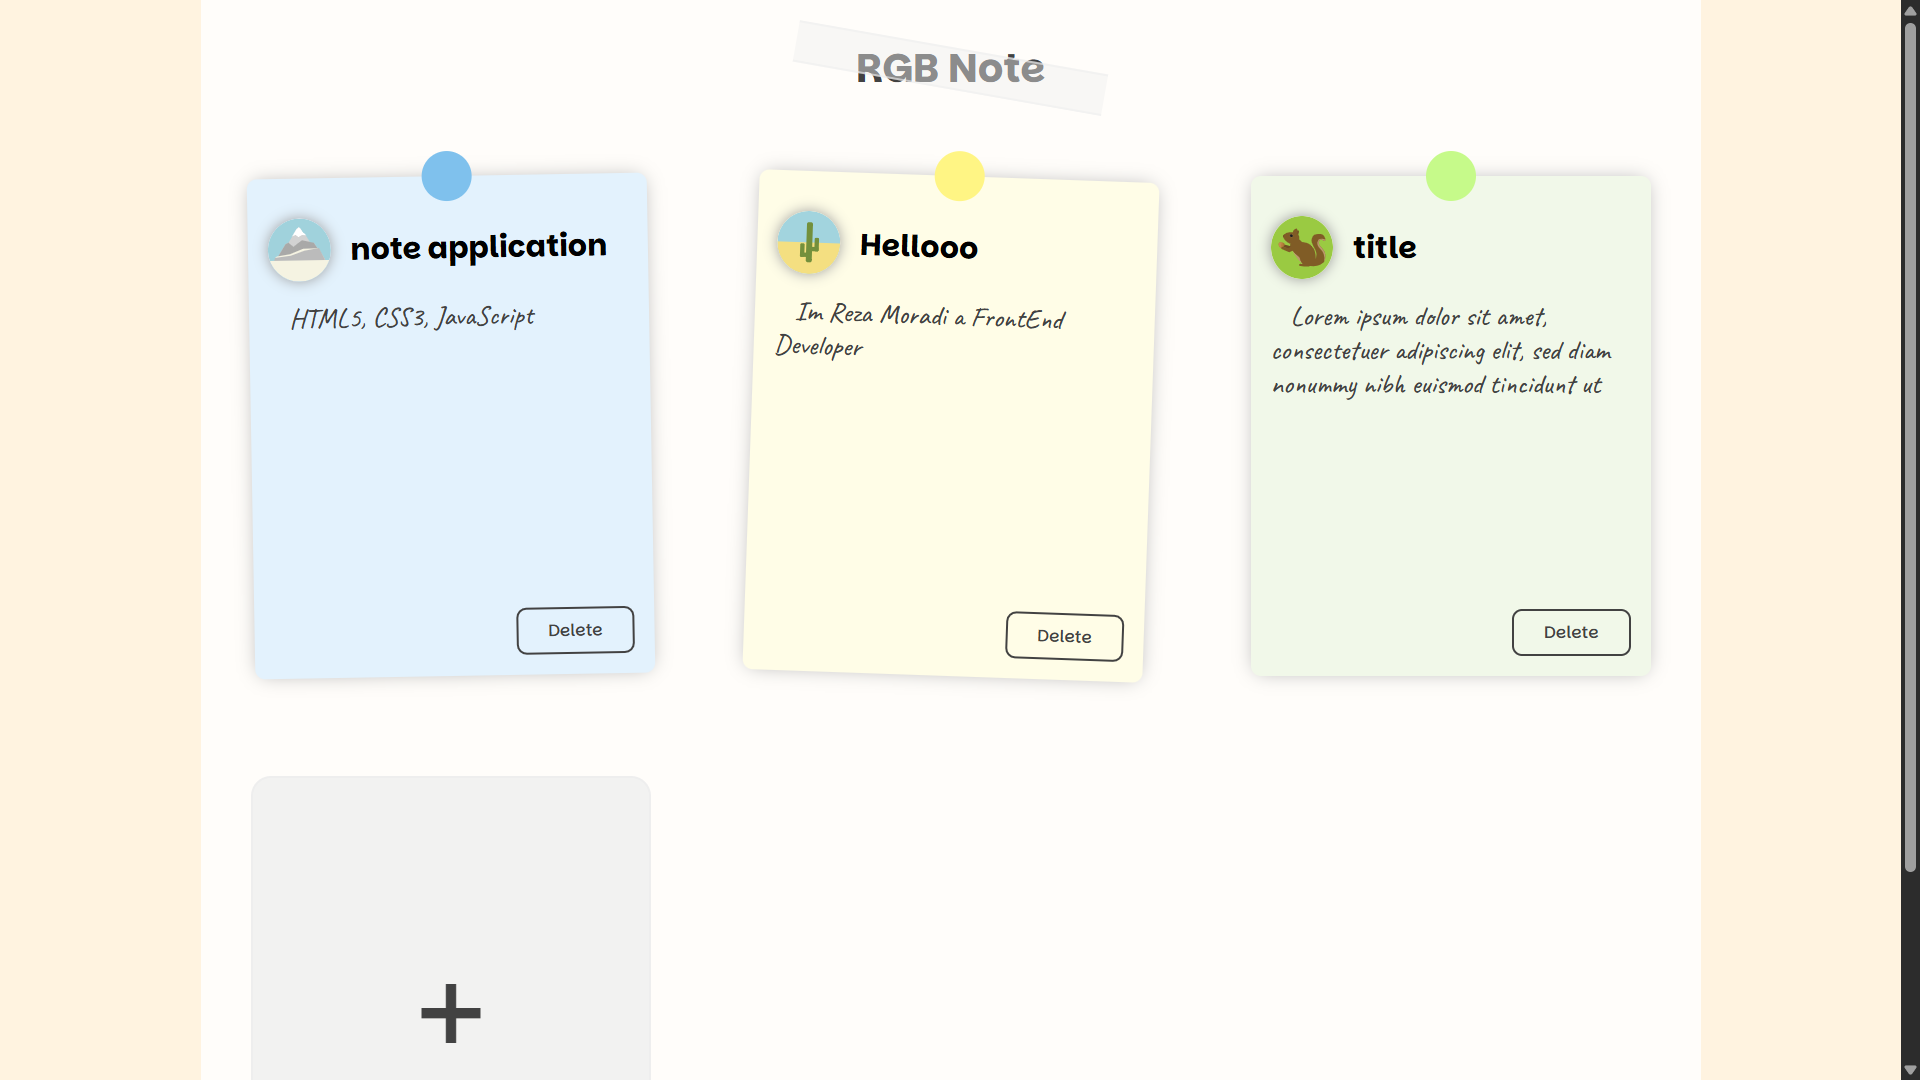 RGB Note
note application
HTML5, CSS3, JavaScript
Delete
Hellooo
Im Reza Moradi a FrontEnd
Developer
Delete
title
Lorem ipsum dolor sit amet,
consectetuer adipiscing elit, sed diam
nonummy nibh euismod tincidunt ut
Delete
+